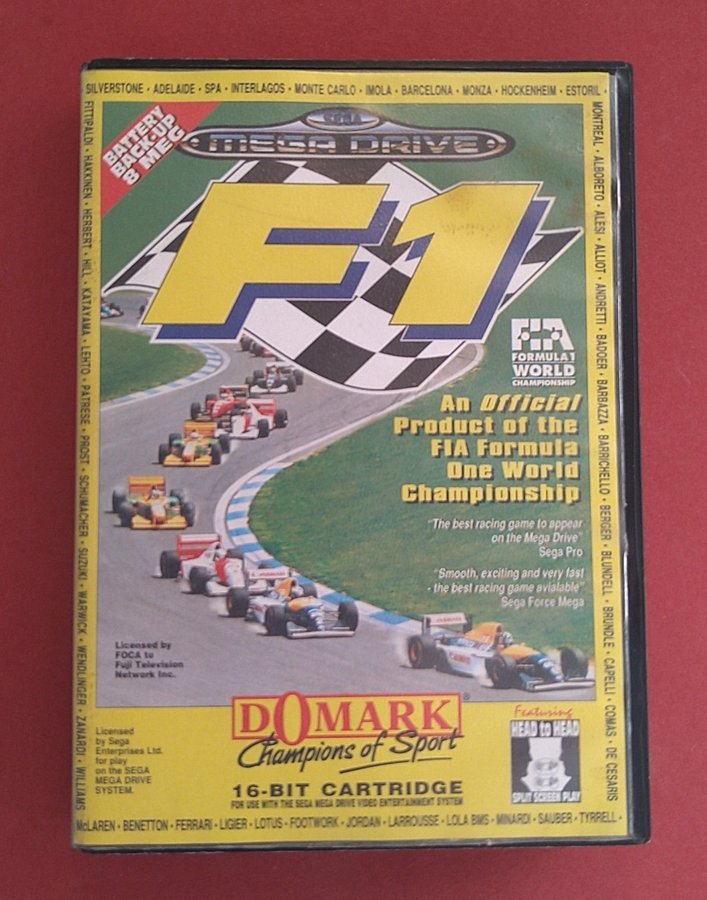 SILVERSTONE • ADELAIDE • SPA • INTERLAGOS • MONTE CARLO • IMOLA • BARCELONA • MONZA • HOCKENHEIM • ESTORIL •
MONTREAL • ALBORETO • ALESI • ALLIOT • ANDRETTI • BADOER • BARBAZZA • BARRICHELLO • BERGER • BLUNDELL • BRUNDLE • CAPELLI • COMAS • DE CESARIS
FITTIPALDI • HAKKINEN • HERBERT • HILL • KATAYAMA • LEHTO • PATRESE • PROST • SCHUMACHER • SUZUKI • WARWICK • WENDLINGER • ZANARDI • WILLIAMS
BATTERY
BACK-UP
8 MEG
SEGA
MEGA DRIVE
F1
FIA
FORMULA 1
WORLD
CHAMPIONSHIP
An Official
Product of the
FIA Formula
One World
Championship
"The best racing game to appear
on the Mega Drive"
Sega Pro
"Smooth, exciting and very fast
- the best racing game avialable"
Sega Force Mega
Licensed by
FOCA to
Fuji Television
Network Inc.
DOMARK®
Champions of Sport
Licensed
by Sega
Enterprises Ltd.
for play
on the SEGA
MEGA DRIVE
SYSTEM.
Featuring
HEAD to HEAD
SPLIT SCREEN PLAY
16-BIT CARTRIDGE
FOR USE WITH THE SEGA MEGA DRIVE VIDEO ENTERTAINMENT SYSTEM
McLAREN • BENETTON • FERRARI • LIGIER • LOTUS • FOOTWORK • JORDAN • LARROUSSE • LOLA BMS • MINARDI • SAUBER • TYRRELL •